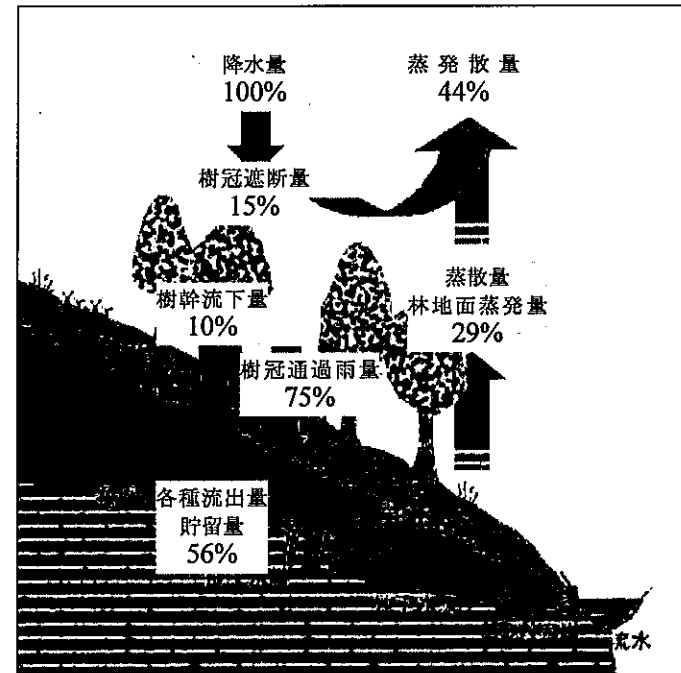 降水量
100%
蒸発散量
44%
樹冠遮断量
15%
樹幹流下量
10%
蒸散量
林地面蒸発量
29%
樹冠通過雨量
75%
各種流出量
貯留量
56%
流水